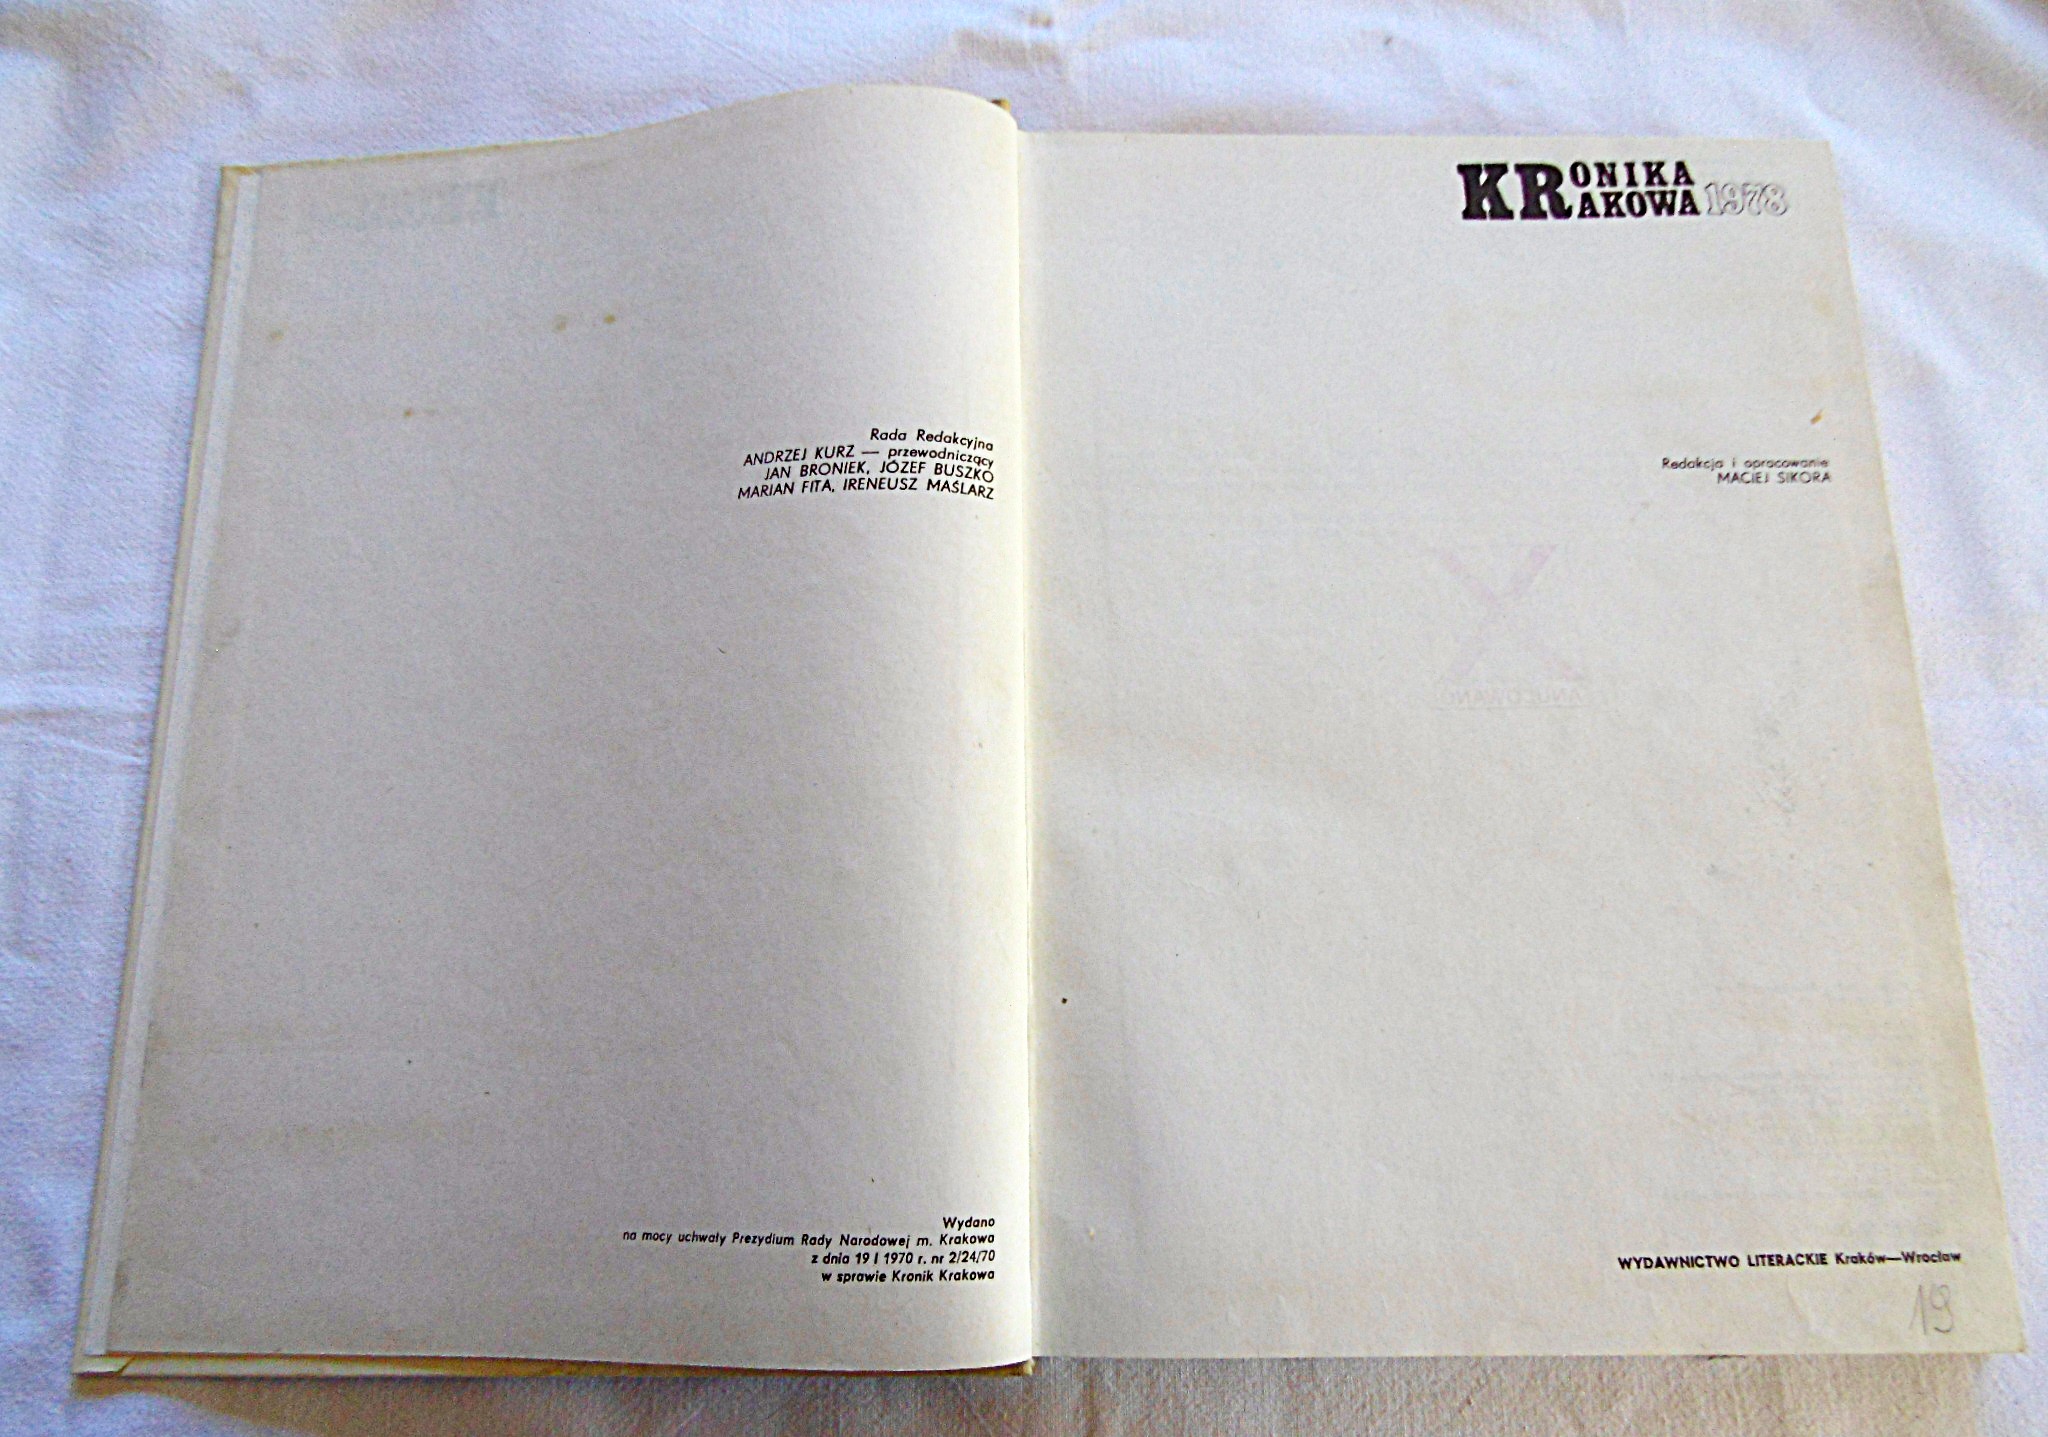 Rada Redakcyjna
ANDRZEJ KURZ — przewodniczący
JAN BRONIEK, JÓZEF BUSZKO
MARIAN FITA, IRENEUSZ MAŚLARZ
Wydano
na mocy uchwały Prezydium Rady Narodowej m. Krakowa
z dnia 19 I 1970 r. nr 2/24/70
w sprawie Kronik Krakowa
KRONIKA
KRAKOWA 1978
Redakcja i opracowanie
MACIEJ SIKORA
WYDAWNICTWO LITERACKIE Kraków—Wrocław
19